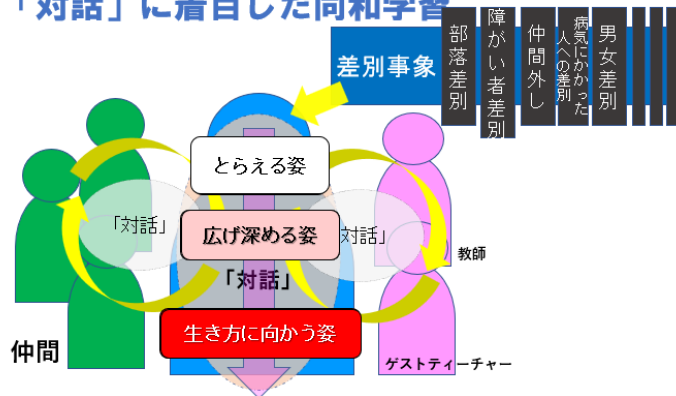 「対話」に着目した同和学習
差別事象
部落差別
障がい者差別
仲間外し
病気にかかった
人への差別
男女差別
とらえる姿
「対話」
広げ深める姿
対話」
「対話」
教師
生き方に向かう姿
仲間
ゲストティーチャー